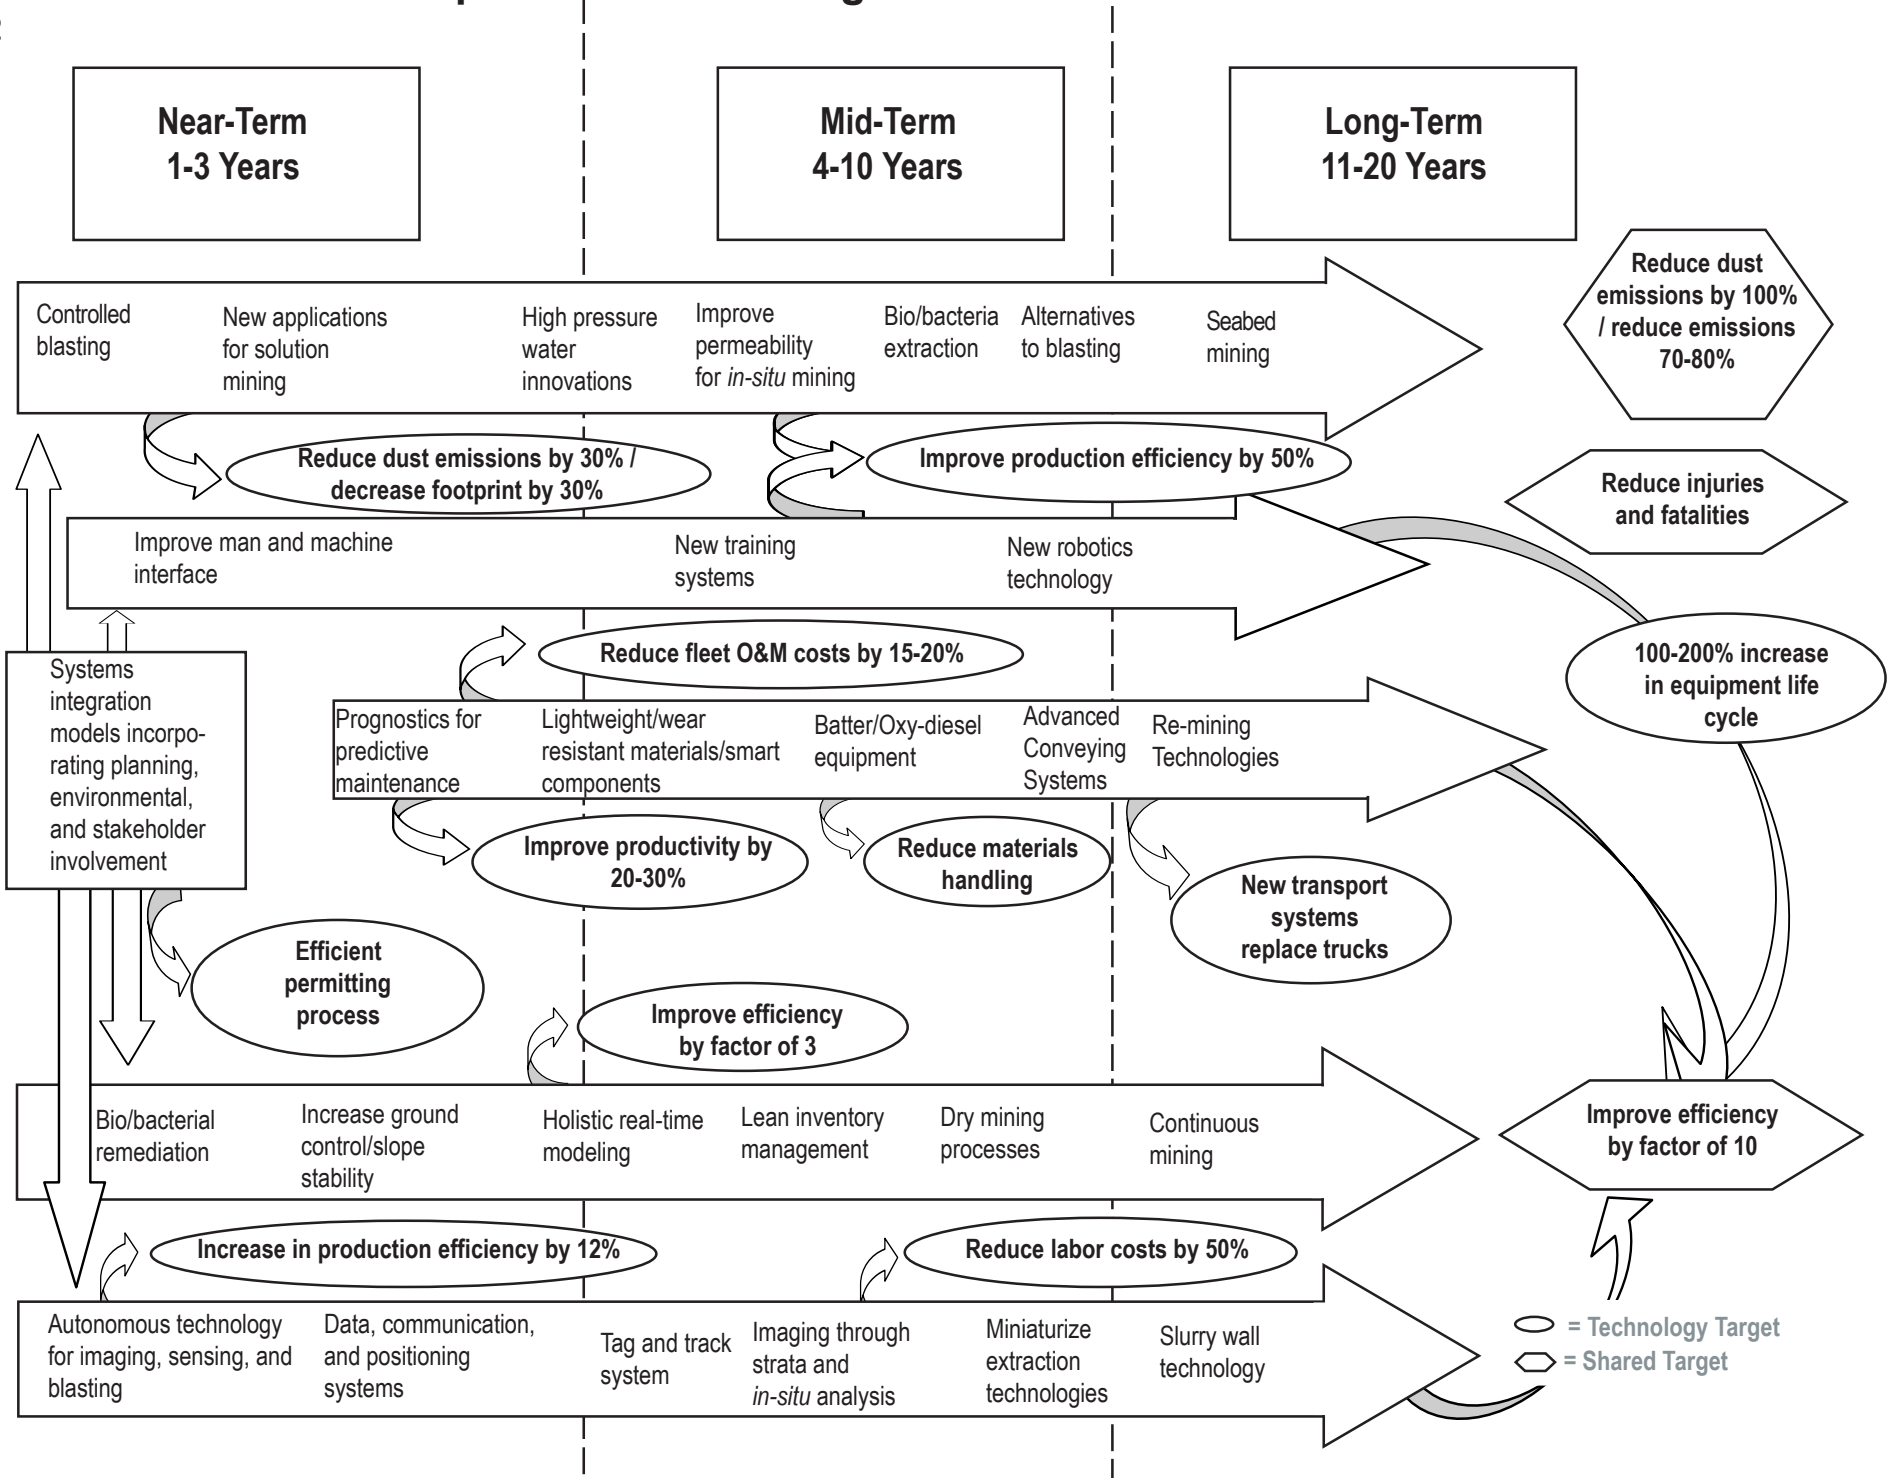 Near-Term
1-3 Years
Mid-Term
4-10 Years
Long-Term
11-20 Years
Controlled
blasting
New applications
for solution
mining
High pressure
water
innovations
Improve
permeability
for in-situ mining
Bio/bacteria
extraction
Alternatives
to blasting
Seabed
mining
Reduce dust
emissions by 100%
/ reduce emissions
70-80%
Reduce dust emissions by 30% /
decrease footprint by 30%
Improve production efficiency by 50%
Reduce injuries
and fatalities
Improve man and machine
interface
New training
systems
New robotics
technology
Reduce fleet O&M costs by 15-20%
100-200% increase
in equipment life
cycle
Systems
integration
models incorpo-
rating planning,
environmental,
and stakeholder
involvement
Prognostics for
predictive
maintenance
Lightweight/wear
resistant materials/smart
components
Batter/Oxy-diesel
equipment
Advanced
Conveying
Systems
Re-mining
Technologies
Improve productivity by
20-30%
Reduce materials
handling
New transport
systems
replace trucks
Efficient
permitting
process
Improve efficiency
by factor of 3
Bio/bacterial
remediation
Increase ground
control/slope
stability
Holistic real-time
modeling
Lean inventory
management
Dry mining
processes
Continuous
mining
Improve efficiency
by factor of 10
Increase in production efficiency by 12%
Reduce labor costs by 50%
Autonomous technology
for imaging, sensing, and
blasting
Data, communication,
and positioning
systems
Tag and track
system
Imaging through
strata and
in-situ analysis
Miniaturize
extraction
technologies
Slurry wall
technology
= Technology Target
= Shared Target